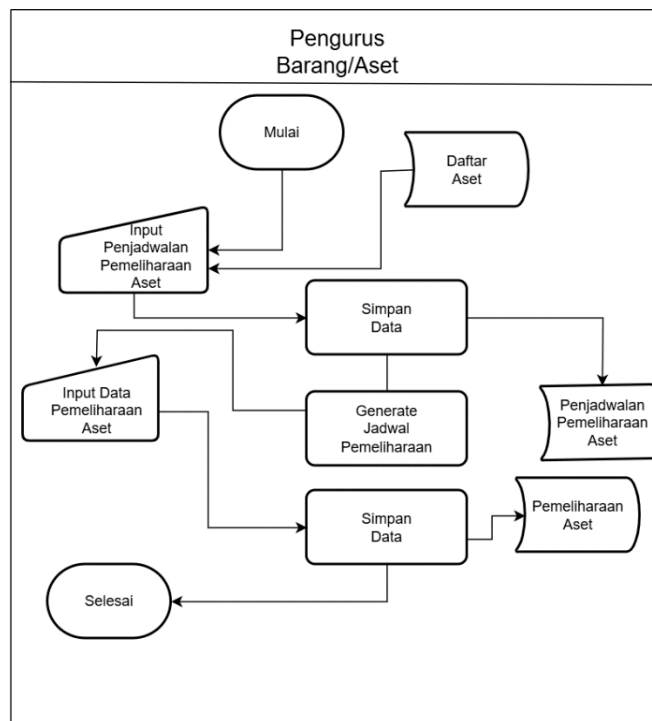 Pengurus
Barang/Aset
Mulai
Daftar
Aset
Input
Penjadwalan
Pemeliharaan
Aset
Simpan
Data
Input Data
Pemeliharaan
Aset
Generate
Jadwal
Pemeliharaan
Penjadwalan
Pemeliharaan
Aset
Simpan
Data
Pemeliharaan
Aset
Selesai